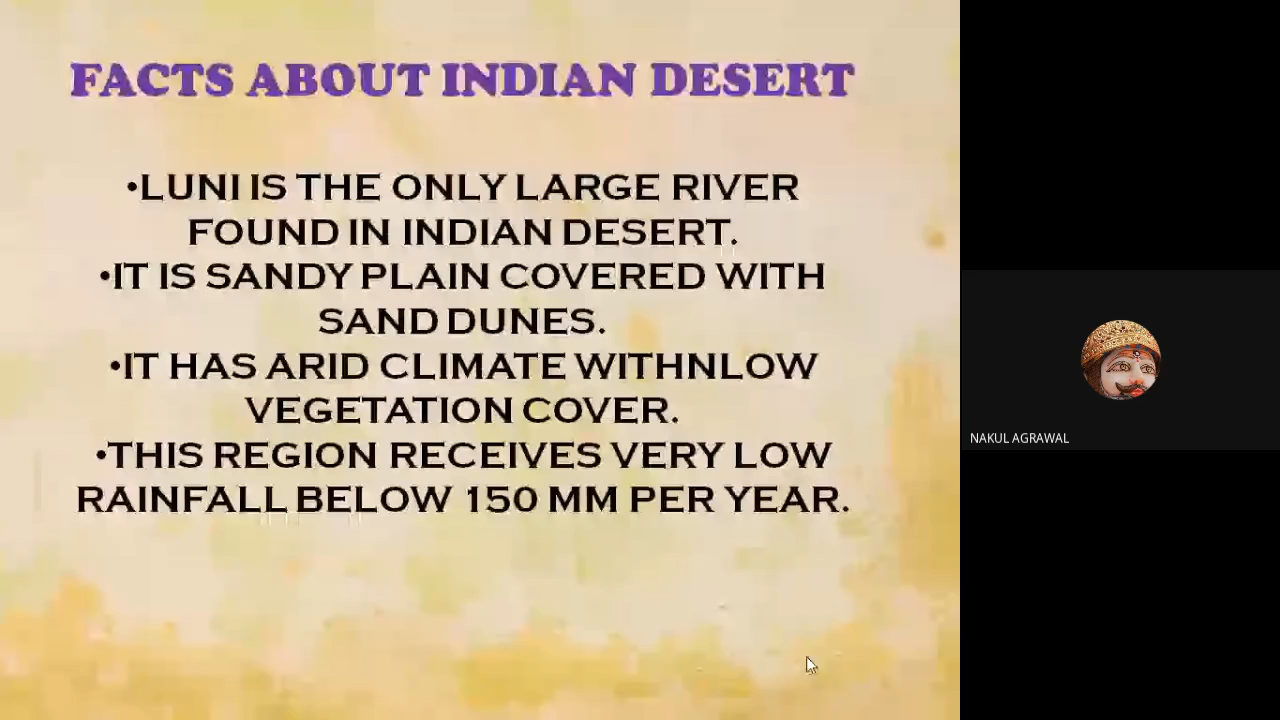 FACTS ABOUT INDIAN DESERT
•LUNI IS THE ONLY LARGE RIVER
FOUND IN INDIAN DESERT.
•IT IS SANDY PLAIN COVERED WITH
SAND DUNES.
•IT HAS ARID CLIMATE WITHNLOW
VEGETATION COVER.
•THIS REGION RECEIVES VERY LOW
RAINFALL BELOW 150 MM PER YEAR.
NAKUL AGRAWAL